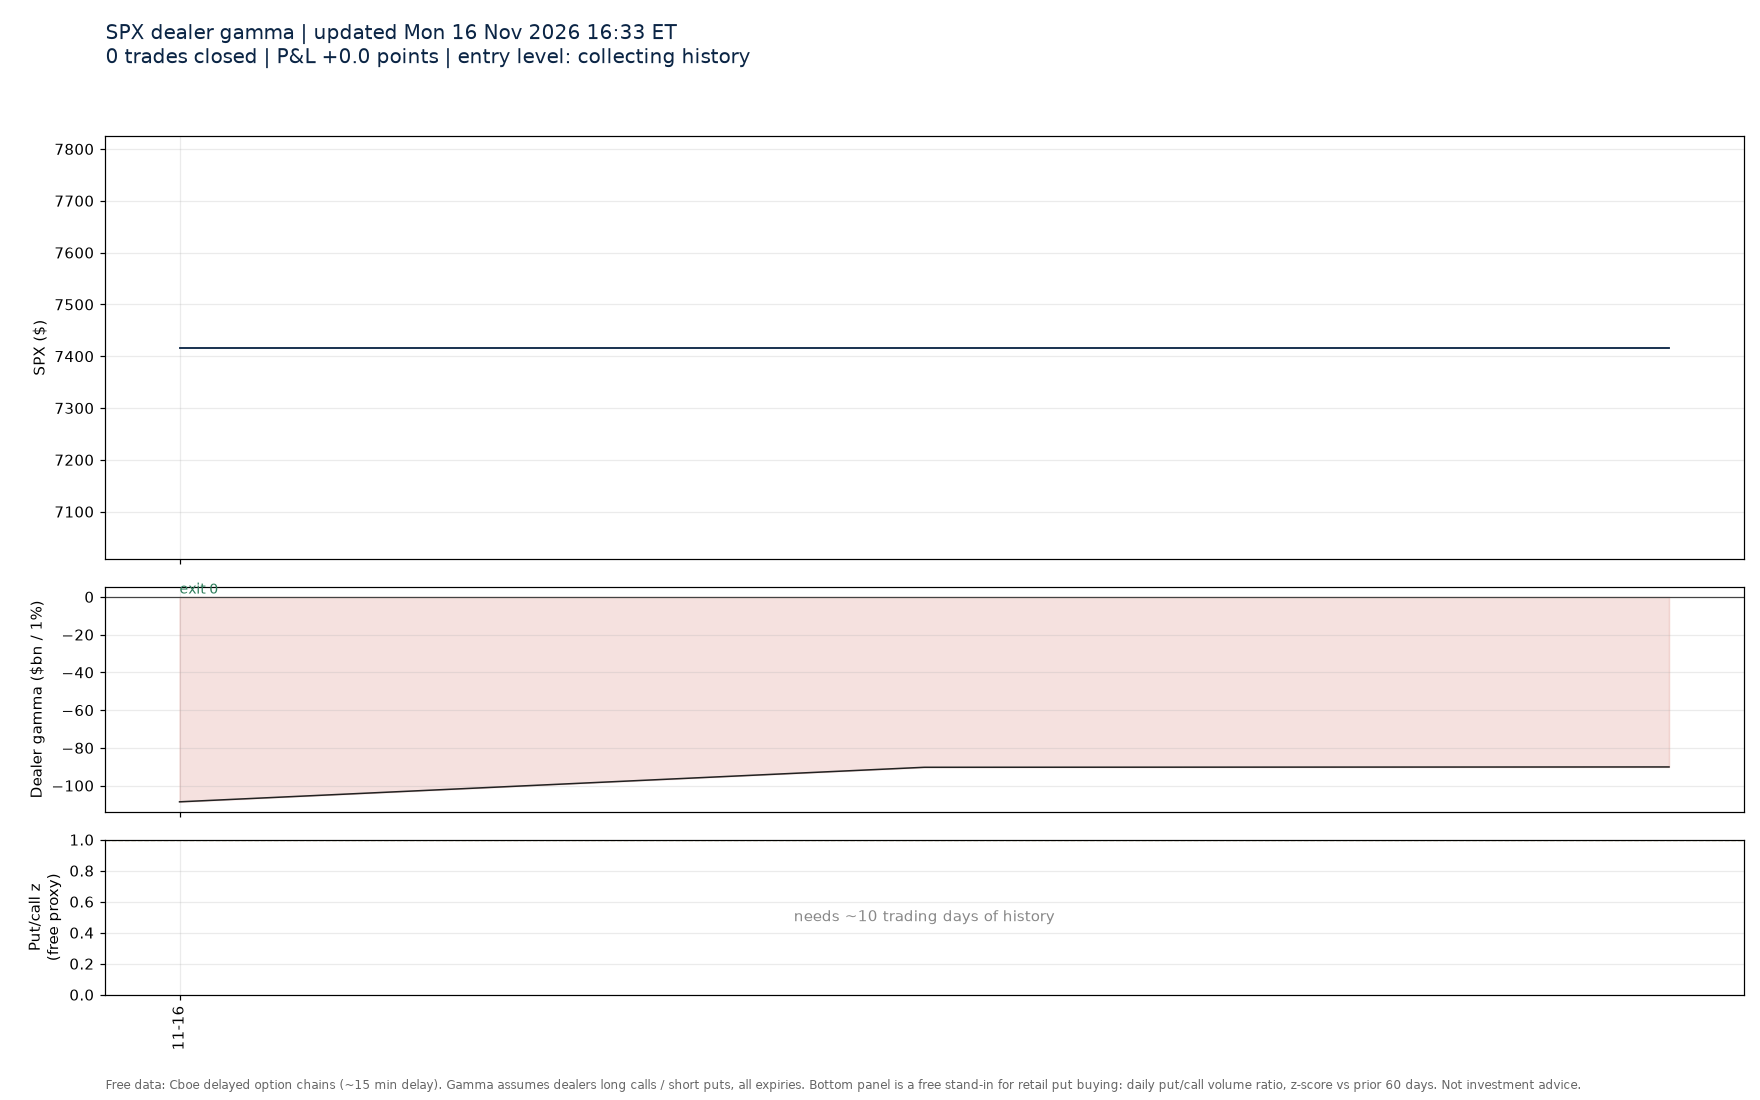 SPX dealer gamma | updated Mon 16 Nov 2026 16:33 ET
0 trades closed | P&L +0.0 points | entry level: collecting history
SPX ($)
7800
7700
7600
7500
7400
7300
7200
7100
Dealer gamma ($bn / 1%)
exit 0
0
−20
−40
−60
−80
−100
Put/call z
(free proxy)
1.0
0.8
0.6
0.4
0.2
0.0
needs ~10 trading days of history
11-16
Free data: Cboe delayed option chains (~15 min delay). Gamma assumes dealers long calls / short puts, all expiries. Bottom panel is a free stand-in for retail put buying: daily put/call volume ratio, z-score vs prior 60 days. Not investment advice.